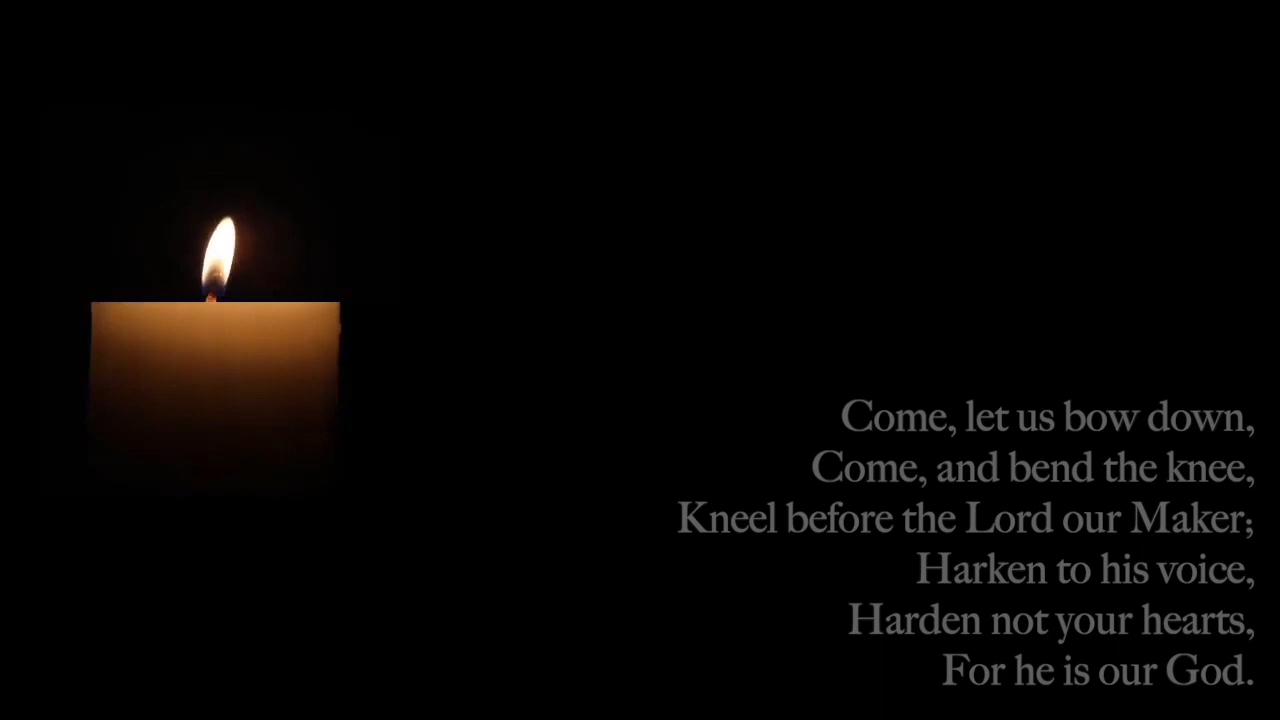 Come, let us bow down,
Come, and bend the knee,
Kneel before the Lord our Maker;
Harken to his voice,
Harden not your hearts,
For he is our God.